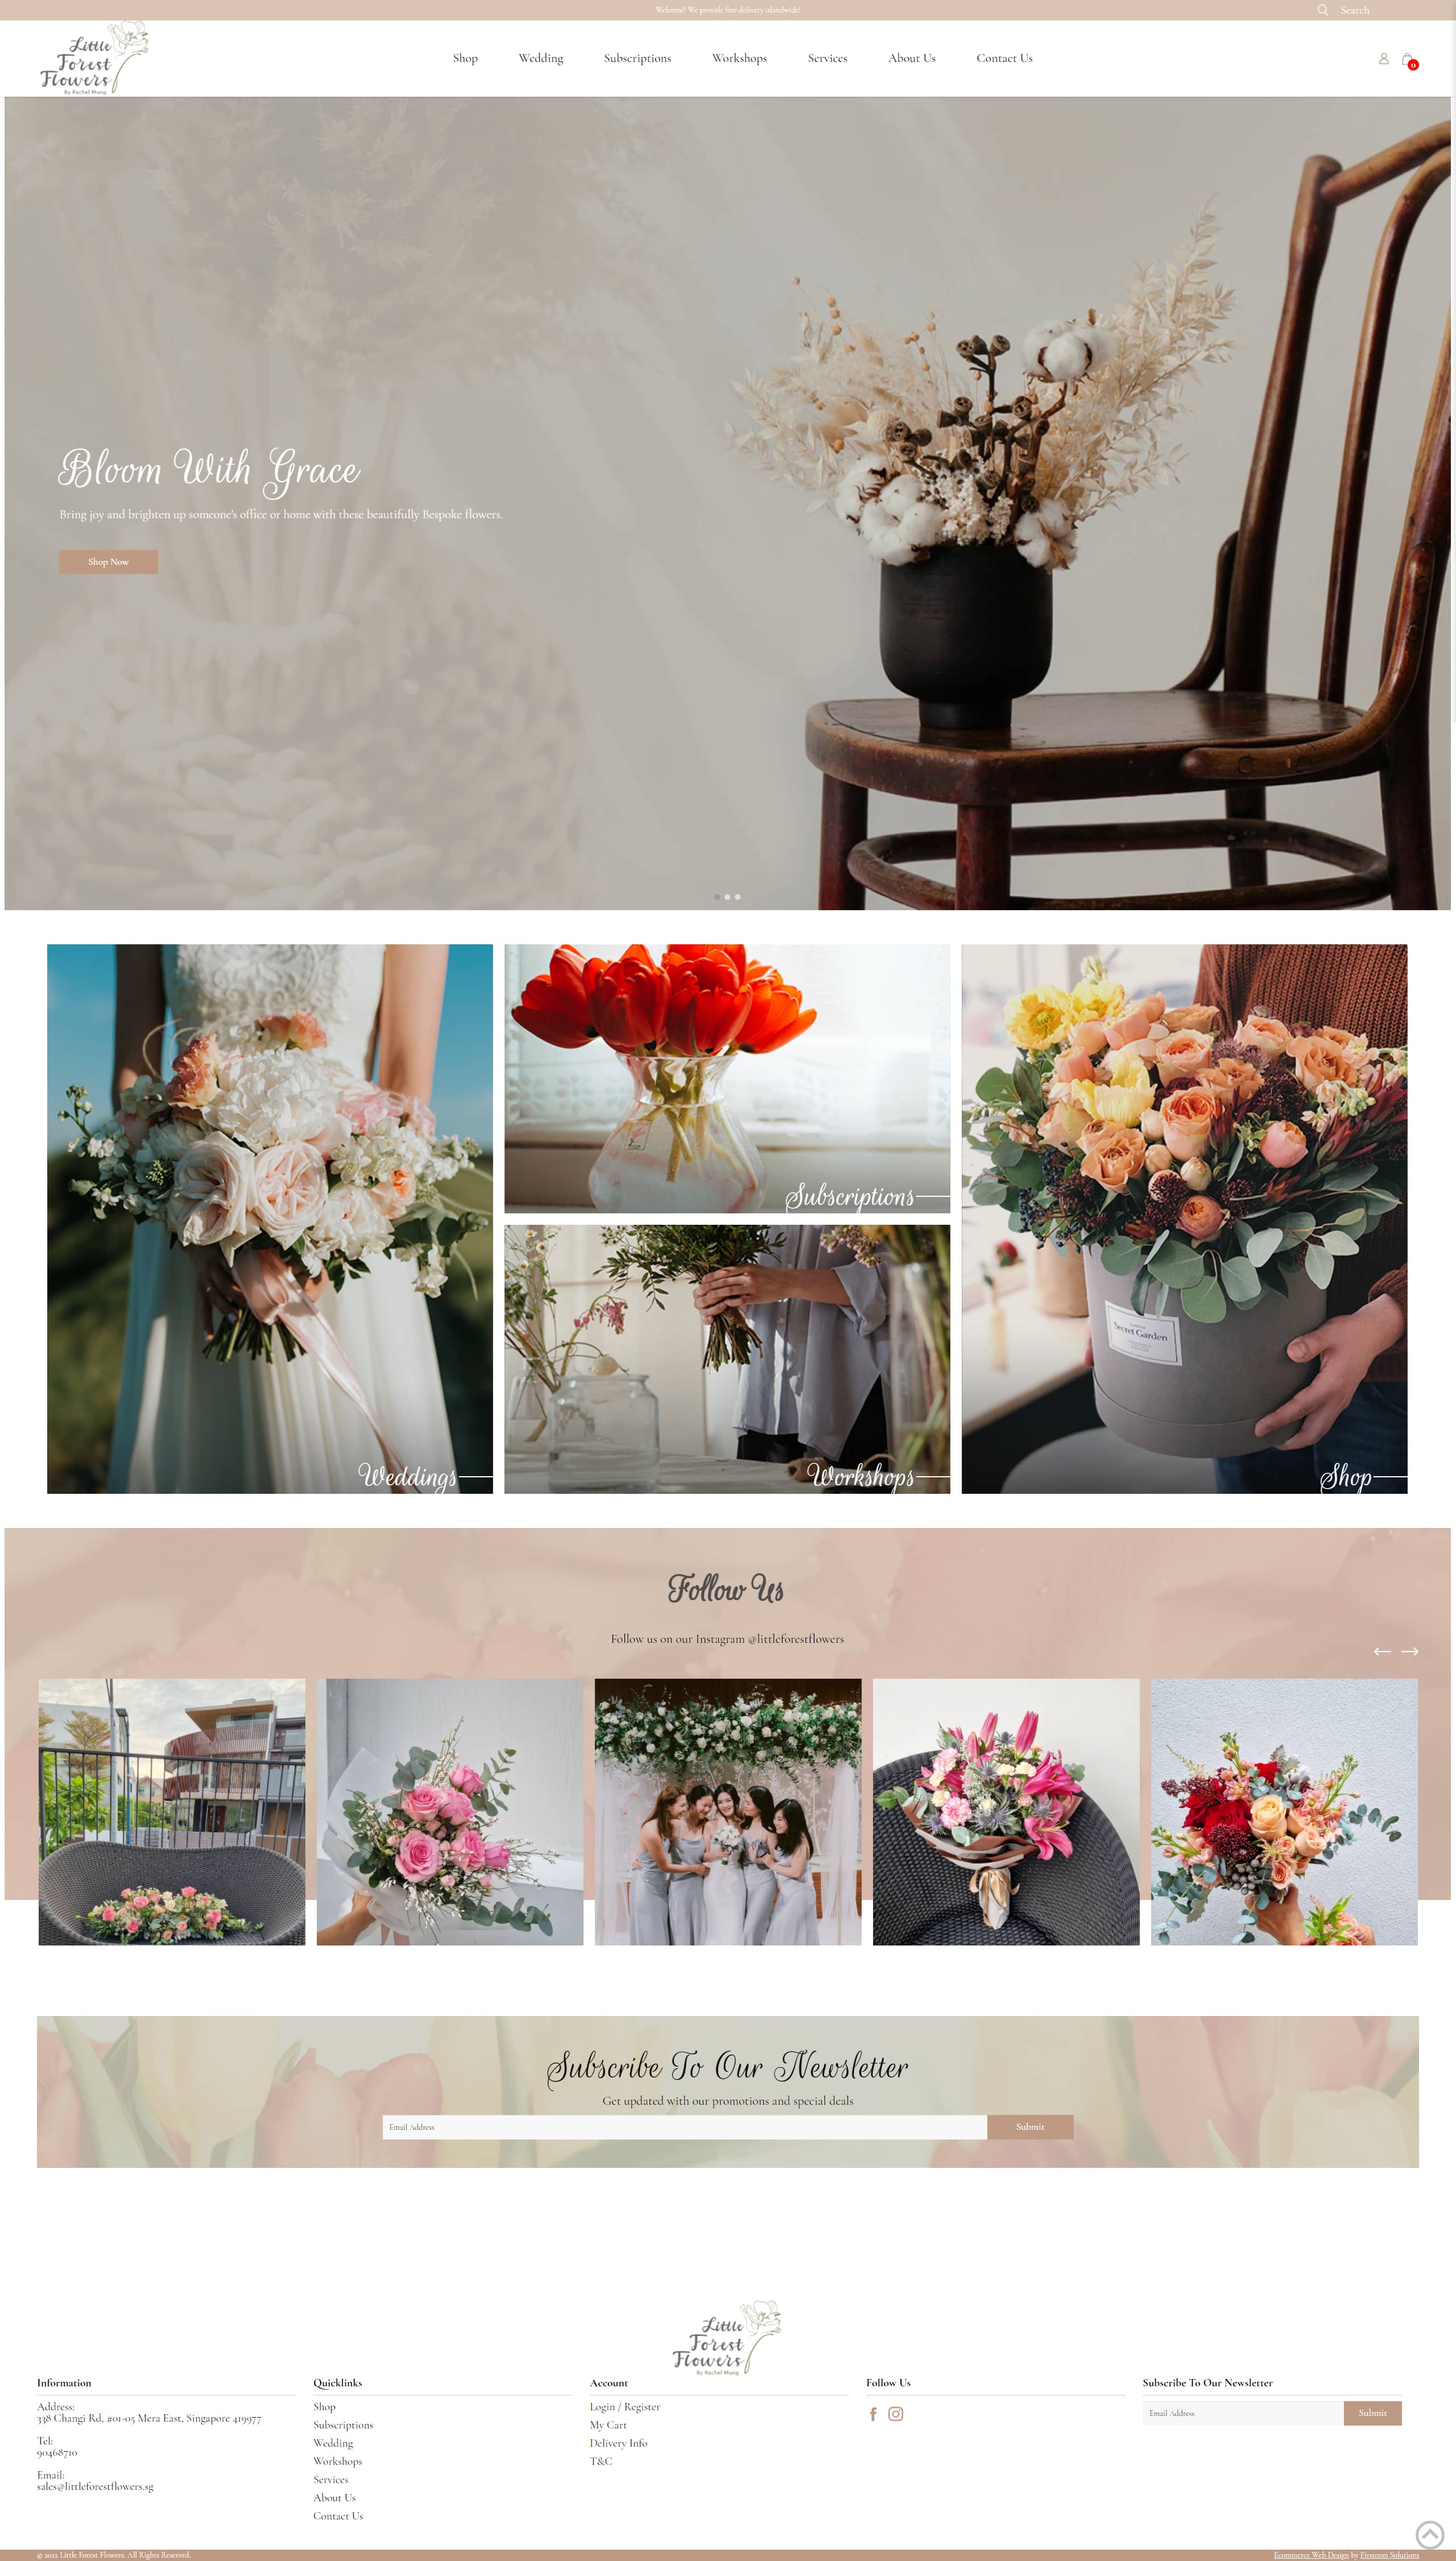 Welcome! We provide free delivery islandwide!
Search
Little
Forest
Flowers
By Rachel Mung
Shop
Wedding
Subscriptions
Workshops
Services
About Us
Contact Us
0
Bloom With Grace
Bring joy and brighten up someone's office or home with these beautifully Bespoke flowers.
Shop Now
Weddings
Subscriptions
Workshops
Secret Garden
Shop
Follow Us
Follow us on our Instagram @littleforestflowers
Subscribe To Our Newsletter
Get updated with our promotions and special deals
Email Address
Submit
Little
Forest
Flowers
By Rachel Mung
Information
Address:
338 Changi Rd, #01-05 Mera East, Singapore 419977
Tel:
90468710
Email:
sales@littleforestflowers.sg
Quicklinks
Shop
Subscriptions
Wedding
Workshops
Services
About Us
Contact Us
Account
Login / Register
My Cart
Delivery Info
T&C
Follow Us
Subscribe To Our Newsletter
Email Address
Submit
© 2022 Little Forest Flowers. All Rights Reserved.
Ecommerce Web Design by Firstcom Solutions